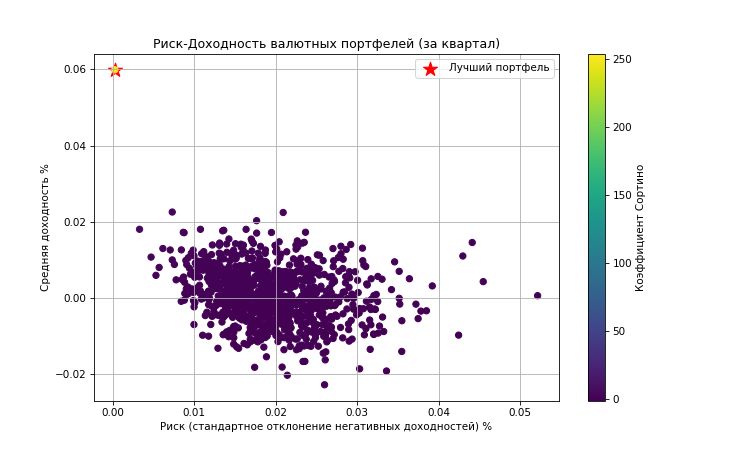 Риск-Доходность валютных портфелей (за квартал)
Лучший портфель
0.06
0.04
0.02
0.00
−0.02
Средняя доходность %
0.00 0.01 0.02 0.03 0.04 0.05
Риск (стандартное отклонение негативных доходностей) %
250
200
150
100
50
0
Коэффициент Сортино